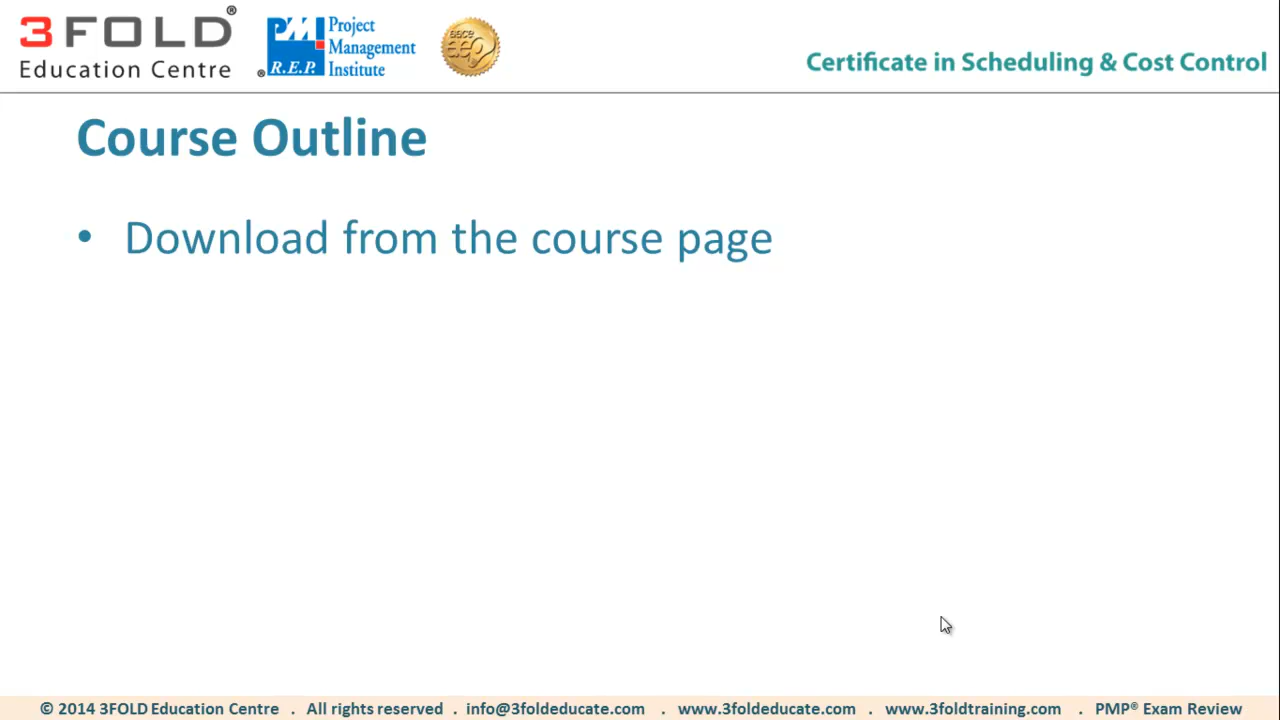 3FOLD®
Education Centre
PMI
® R.E.P.
Project
Management
Institute
aace
aep
Certificate in Scheduling & Cost Control
Course Outline
• Download from the course page
© 2014 3FOLD Education Centre . All rights reserved . info@3foldeducate.com . www.3foldeducate.com . www.3foldtraining.com . PMP® Exam Review